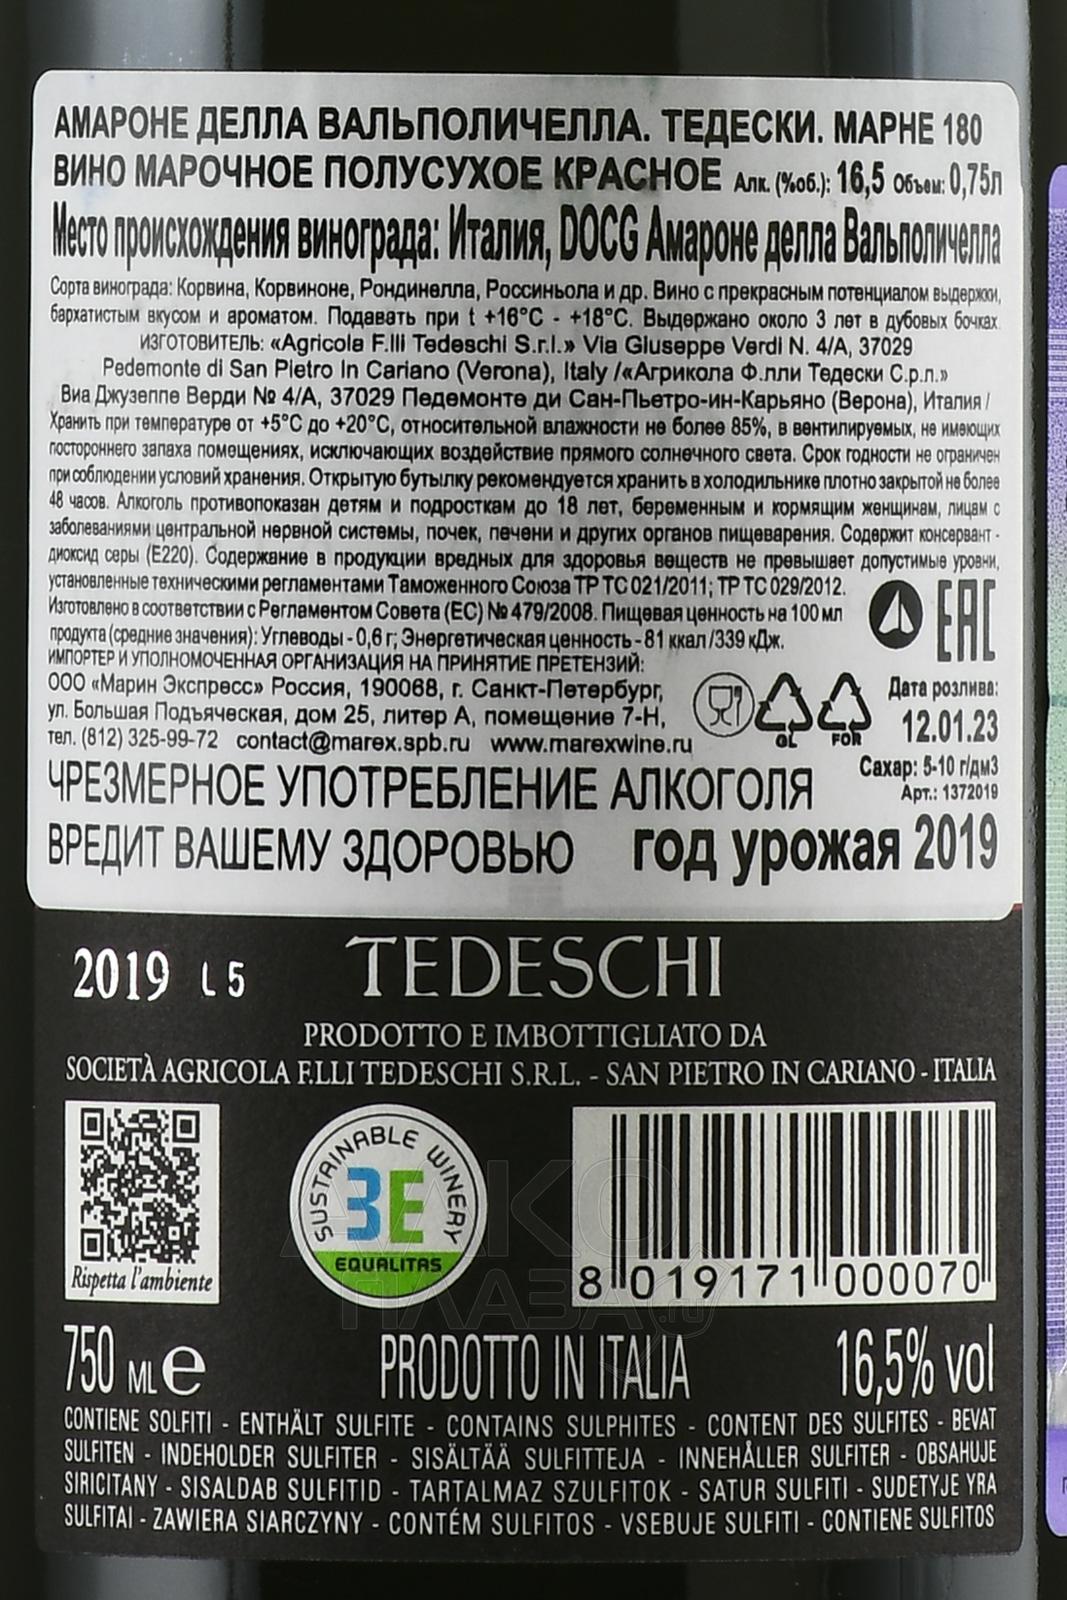 АМАРОНЕ ДЕЛЛА ВАЛЬПОЛИЧЕЛЛА. ТЕДЕСКИ. МАРНЕ 180
ВИНО МАРОЧНОЕ ПОЛУСУХОЕ КРАСНОЕ Алк. (%об.): 16,5 Объем: 0,75л
Место происхождения винограда: Италия, DOCG Амароне делла Вальполичелла
Сорта винограда: Корвина, Корвиноне, Рондинелла, Россиньола и др. Вино с прекрасным потенциалом выдержки,
бархатистым вкусом и ароматом. Подавать при t +16°С - +18°С. Выдержано около 3 лет в дубовых бочках.
ИЗГОТОВИТЕЛЬ: «Agricola F.lli Tedeschi S.r.l.» Via Giuseppe Verdi N. 4/A, 37029
Pedemonte di San Pietro In Cariano (Verona), Italy /«Агрикола Ф.лли Тедески С.р.л.»
Виа Джузеппе Верди № 4/А, 37029 Педемонте ди Сан-Пьетро-ин-Карьяно (Верона), Италия /
Хранить при температуре от +5°С до +20°С, относительной влажности не более 85%, в вентилируемых, не имеющих
постороннего запаха помещениях, исключающих воздействие прямого солнечного света. Срок годности не ограничен
при соблюдении условий хранения. Открытую бутылку рекомендуется хранить в холодильнике плотно закрытой не более
48 часов. Алкоголь противопоказан детям и подросткам до 18 лет, беременным и кормящим женщинам, лицам с
заболеваниями центральной нервной системы, почек, печени и других органов пищеварения. Содержит консервант -
диоксид серы (Е220). Содержание в продукции вредных для здоровья веществ не превышает допустимые уровни,
установленные техническими регламентами Таможенного Союза ТР ТС 021/2011; ТР ТС 029/2012.
Изготовлено в соответствии с Регламентом Совета (ЕС) № 479/2008. Пищевая ценность на 100 мл
продукта (средние значения): Углеводы - 0,6 г; Энергетическая ценность - 81 ккал /339 кДж.
EAC
ИМПОРТЕР И УПОЛНОМОЧЕННАЯ ОРГАНИЗАЦИЯ НА ПРИНЯТИЕ ПРЕТЕНЗИЙ:
ООО «Марин Экспресс» Россия, 190068, г. Санкт-Петербург,
ул. Большая Подъяческая, дом 25, литер А, помещение 7-Н,
тел. (812) 325-99-72 contact@marex.spb.ru www.marexwine.ru
GL FOR
Дата розлива:
12.01.23
Сахар: 5-10 г/дм3
Арт.: 1372019
ЧРЕЗМЕРНОЕ УПОТРЕБЛЕНИЕ АЛКОГОЛЯ
ВРЕДИТ ВАШЕМУ ЗДОРОВЬЮ год урожая 2019
2019 L 5 TEDESCHI
PRODOTTO E IMBOTTIGLIATO DA
SOCIETÀ AGRICOLA F.LLI TEDESCHI S.R.L. - SAN PIETRO IN CARIANO - ITALIA
SUSTAINABLE WINERY
3E
EQUALITAS
Rispetta l'ambiente
8 019171 000070
АЛКО
ПЛАЗА.ru
750 ML e PRODOTTO IN ITALIA 16,5% vol
CONTIENE SOLFITI - ENTHÄLT SULFITE - CONTAINS SULPHITES - CONTENT DES SULFITES - BEVAT
SULFITEN - INDEHOLDER SULFITER - SISÄLTÄÄ SULFITTEJA - INNEHÅLLER SULFITER - OBSAHUJE
SIRICITANY - SISALDAB SULFITID - TARTALMAZ SZULFITOK - SATUR SULFITI - SUDETYJE YRA
SULFITAI - ZAWIERA SIARCZYNY - CONTÉM SULFITOS - VSEBUJE SULFITI - CONTIENE SULFITOS